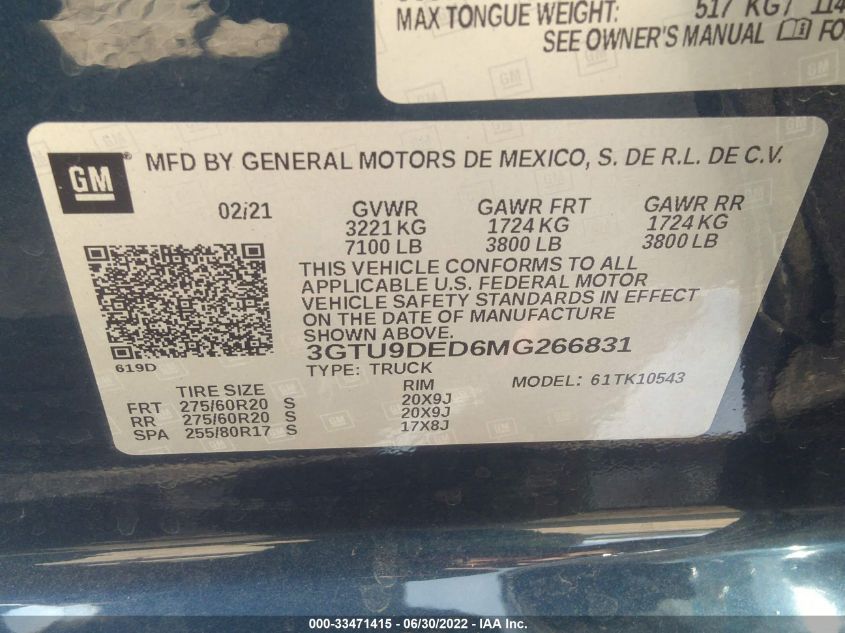 MAX TONGUE WEIGHT: 517 KG / 114
SEE OWNER'S MANUAL FO
GM
MFD BY GENERAL MOTORS DE MEXICO, S. DE R.L. DE C.V.
02/21 GVWR GAWR FRT GAWR RR
3221 KG 1724 KG 1724 KG
7100 LB 3800 LB 3800 LB
THIS VEHICLE CONFORMS TO ALL
APPLICABLE U.S. FEDERAL MOTOR
VEHICLE SAFETY STANDARDS IN EFFECT
ON THE DATE OF MANUFACTURE
SHOWN ABOVE.
3GTU9DED6MG266831
619D
TYPE: TRUCK
MODEL: 61TK10543
TIRE SIZE RIM
FRT 275/60R20 S 20X9J
RR 275/60R20 S 20X9J
SPA 255/80R17 S 17X8J
000-33471415 - 06/30/2022 - IAA Inc.